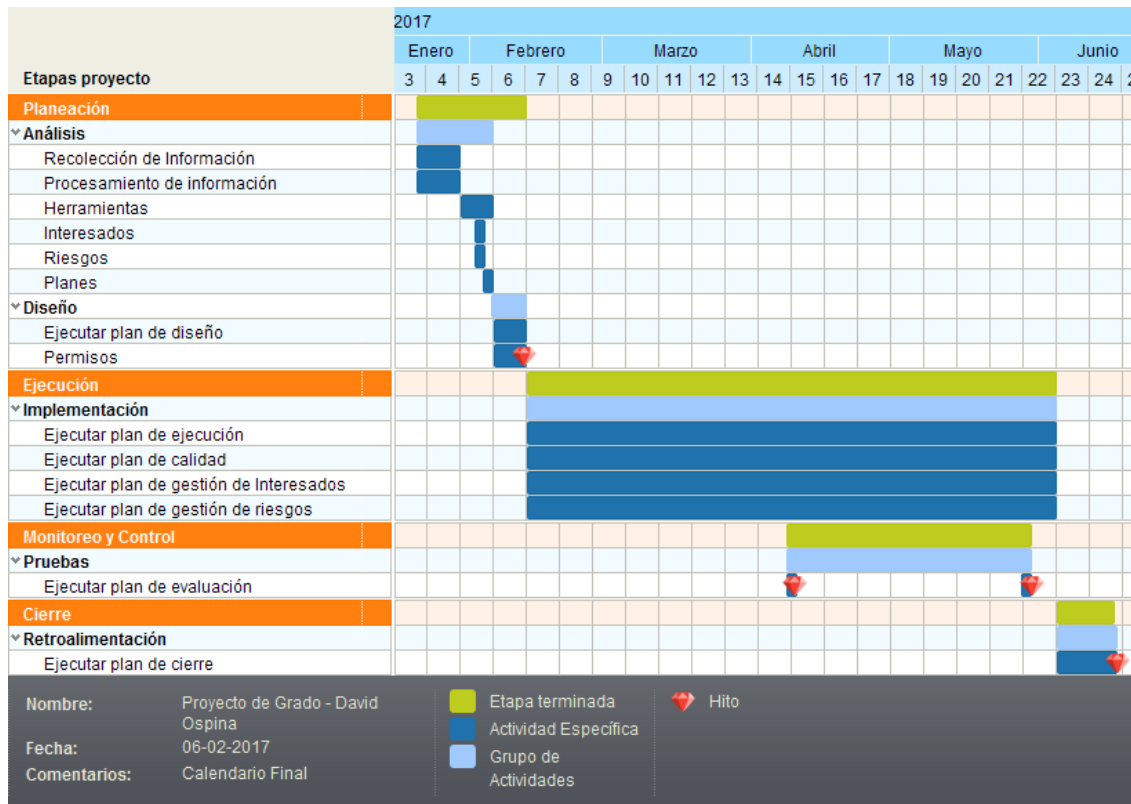 2017
Enero Febrero Marzo Abril Mayo Junio
Etapas proyecto 3 4 5 6 7 8 9 10 11 12 13 14 15 16 17 18 19 20 21 22 23 24
Planeación
Análisis
Recolección de Información
Procesamiento de información
Herramientas
Interesados
Riesgos
Planes
Diseño
Ejecutar plan de diseño
Permisos
Ejecución
Implementación
Ejecutar plan de ejecución
Ejecutar plan de calidad
Ejecutar plan de gestión de Interesados
Ejecutar plan de gestión de riesgos
Monitoreo y Control
Pruebas
Ejecutar plan de evaluación
Cierre
Retroalimentación
Ejecutar plan de cierre
Nombre: Proyecto de Grado - David
Ospina
Fecha: 06-02-2017
Comentarios: Calendario Final
Etapa terminada
Actividad Específica
Grupo de
Actividades
Hito